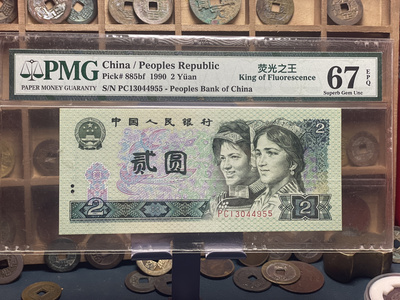 PMG
PAPER MONEY GUARANTY
China / Peoples Republic
Pick# 885bf 1990 2 Yüan
S/N PC13044955 - Peoples Bank of China
荧光之王
King of Fluorescence
67 EPQ
Superb Gem Unc
中国人民银行
2
贰圆
2
PC13044955
2